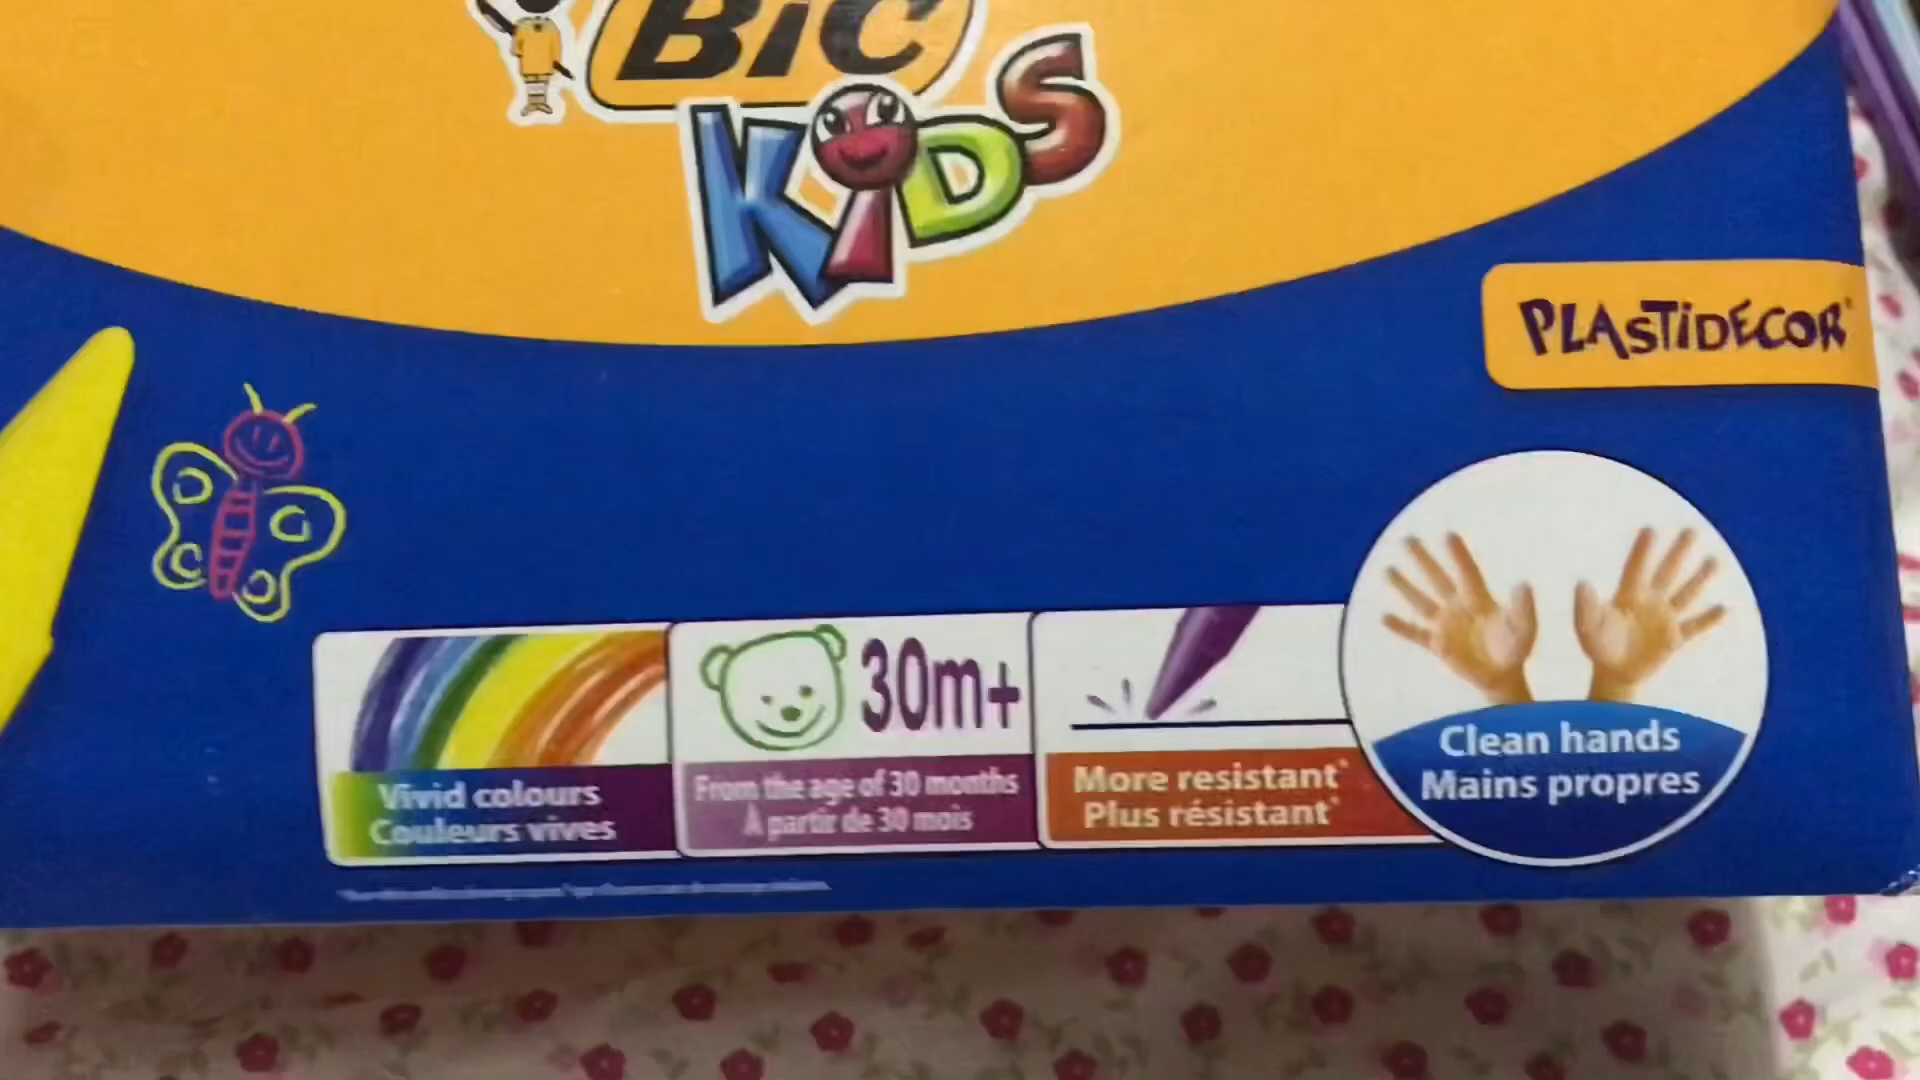 BiC
KiDS
PLASTiDECOR®
30m+
Vivid colours
Couleurs vives
From the age of 30 months
À partir de 30 mois
More resistant*
Plus résistant*
Clean hands
Mains propres